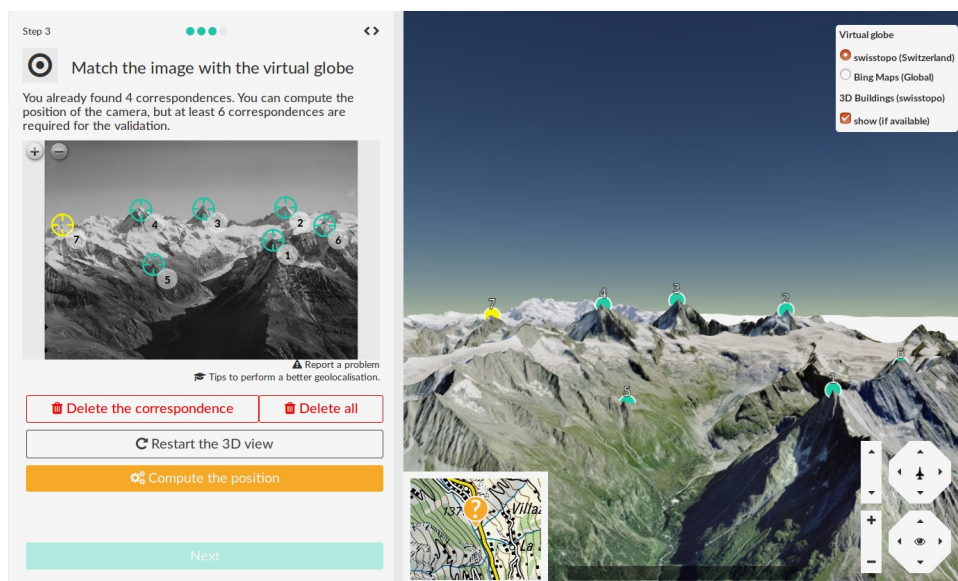 Step 3
Match the image with the virtual globe
You already found 4 correspondences. You can compute the
position of the camera, but at least 6 correspondences are
required for the validation.
4
3
2
7
6
1
5
Report a problem
Tips to perform a better geolocalisation.
Delete the correspondence
Delete all
Restart the 3D view
Compute the position
Next
Virtual globe
swisstopo (Switzerland)
Bing Maps (Global)
3D Buildings (swisstopo)
show (if available)
3
4
2
7
6
1
5
137
?
Villaz
La